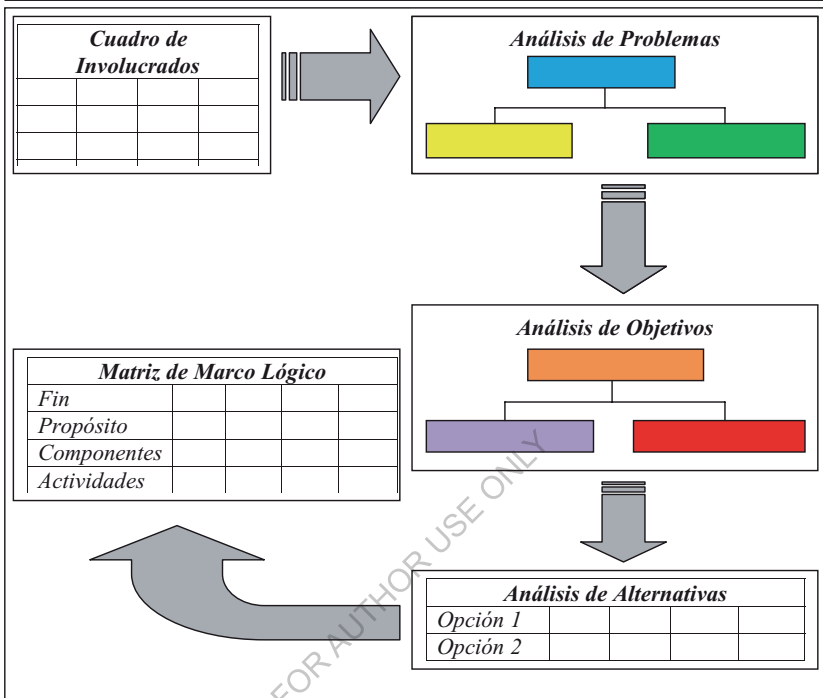 Cuadro de
Involucrados
Análisis de Problemas
Análisis de Objetivos
Análisis de Alternativas
Opción 1
Opción 2
Matriz de Marco Lógico
Fin
Propósito
Componentes
Actividades
FOR AUTHOR USE ONLY